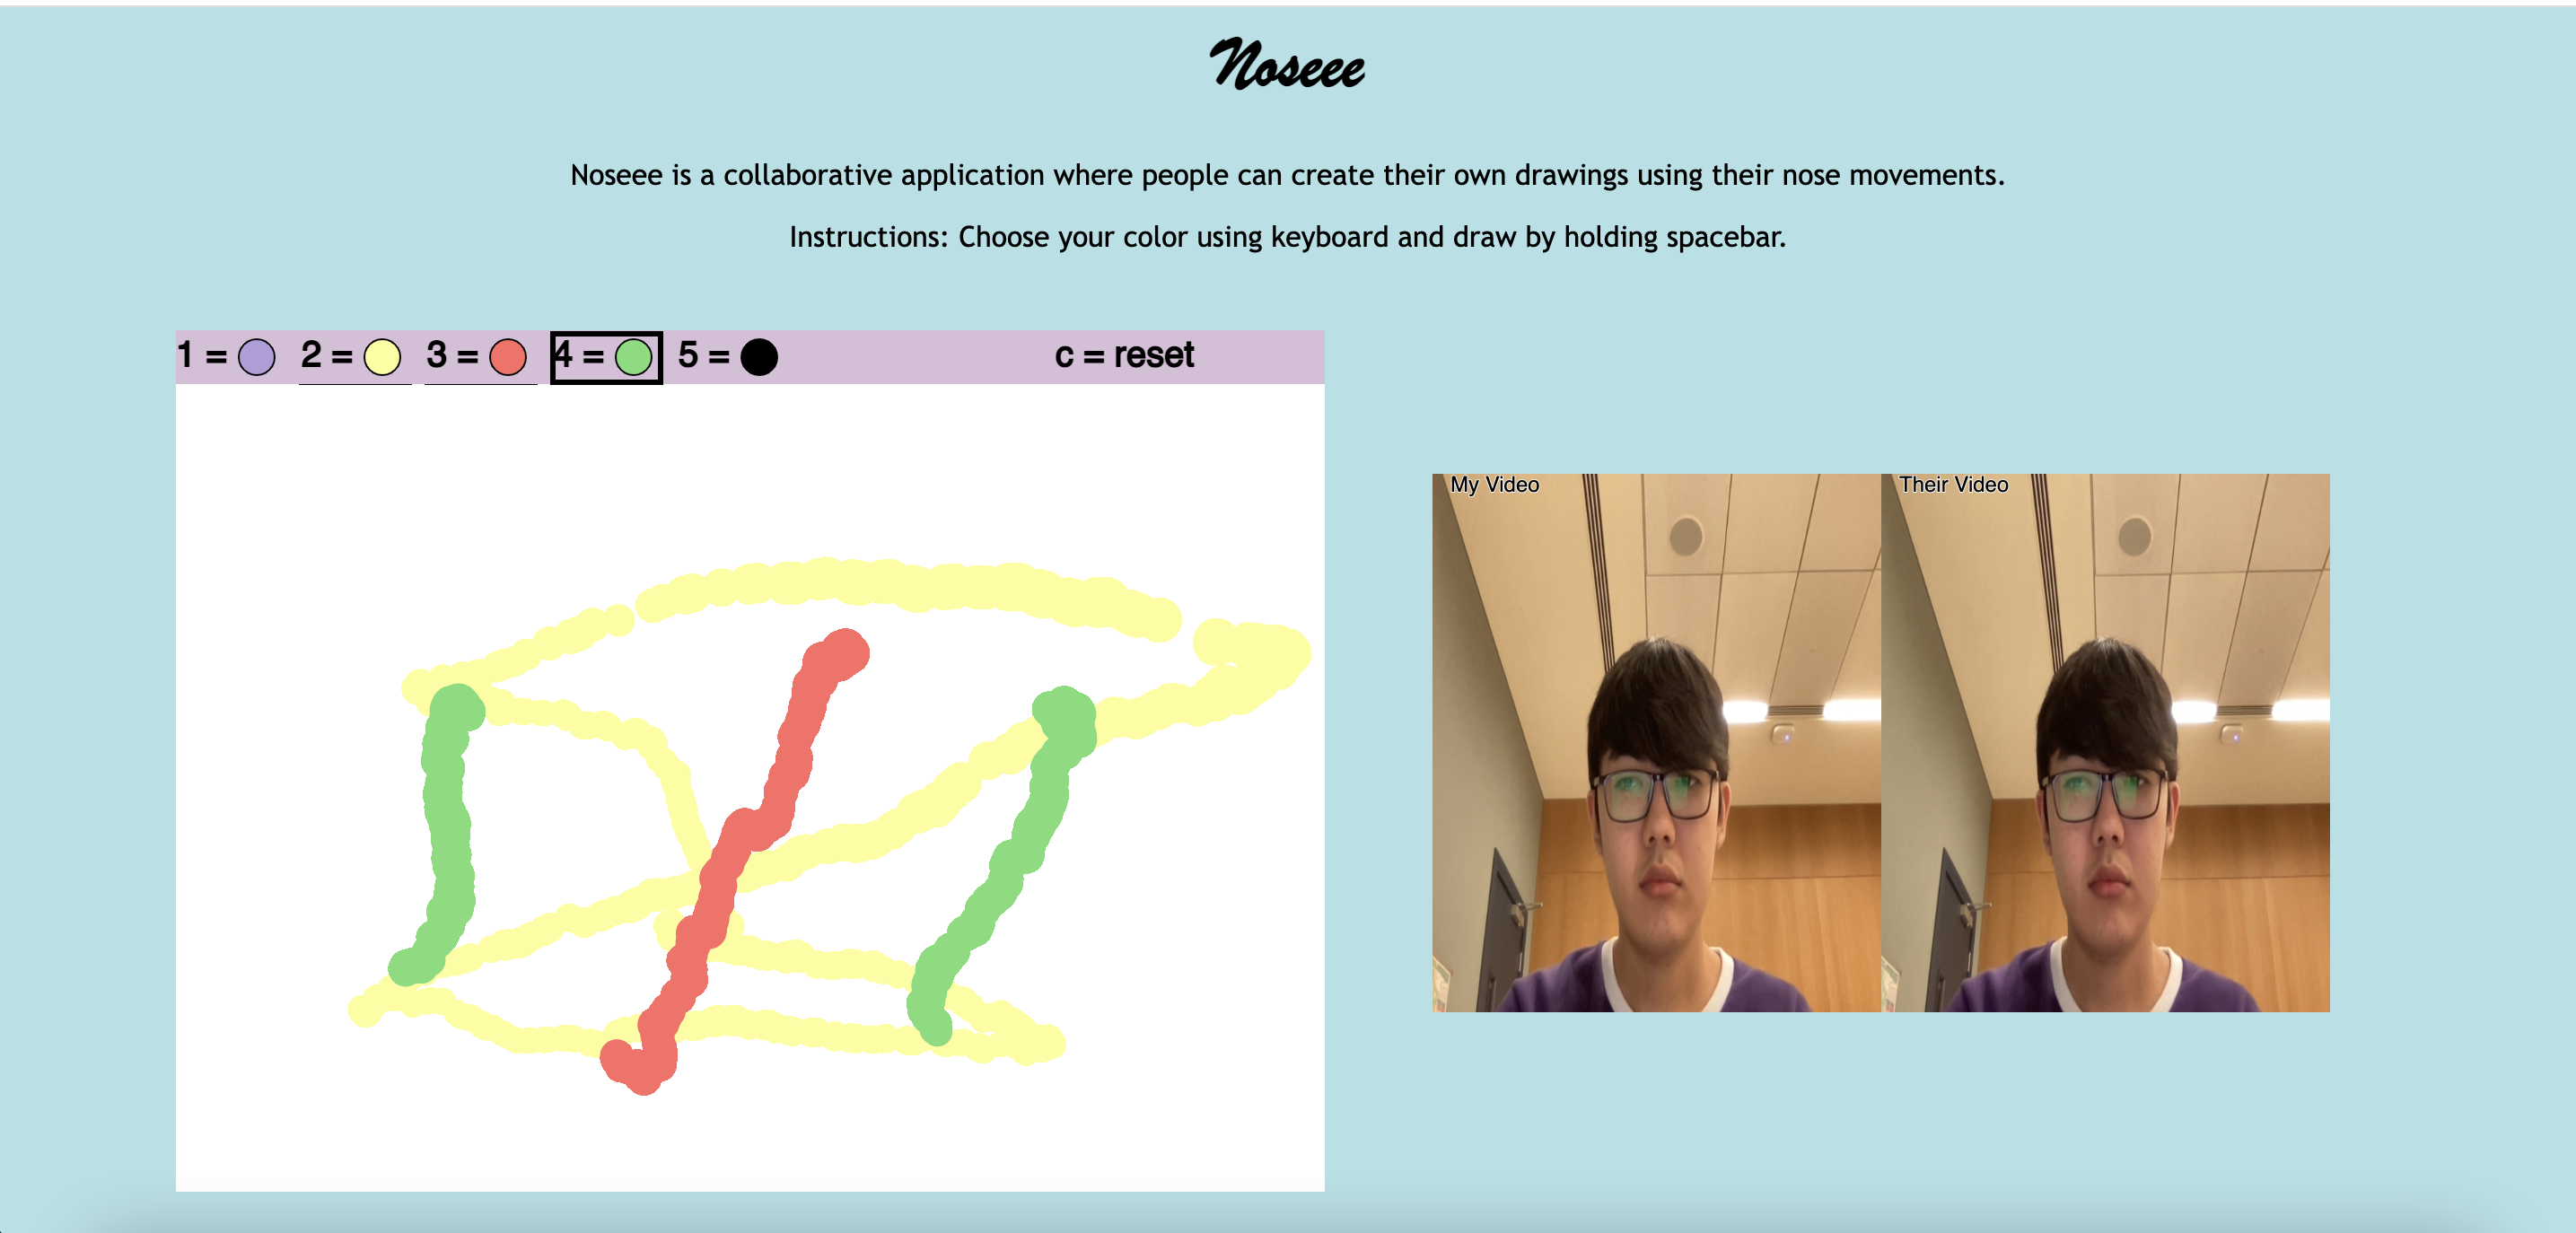 Noseee
Noseee is a collaborative application where people can create their own drawings using their nose movements.
Instructions: Choose your color using keyboard and draw by holding spacebar.
1 = 2 = 3 = 4 = 5 = c = reset
My Video Their Video